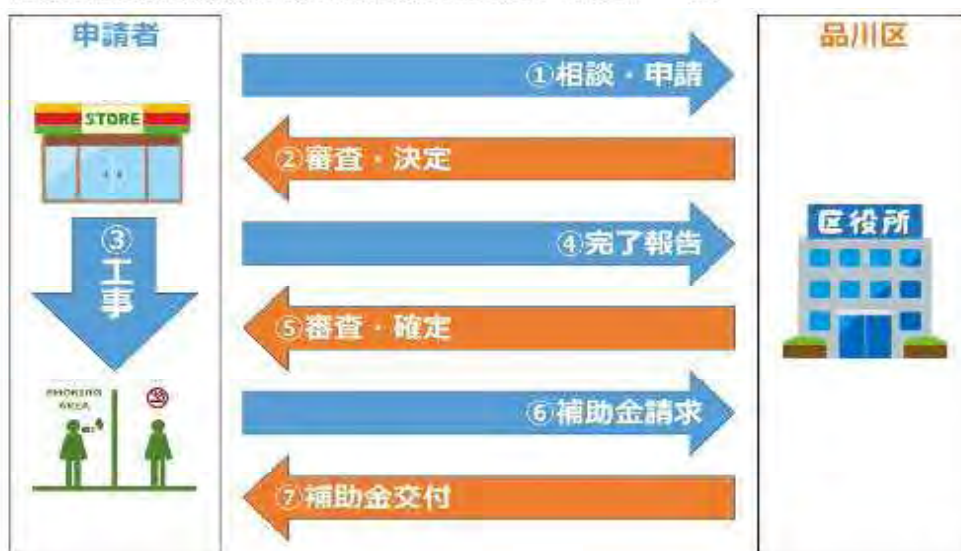 申請者
品川区
①相談・申請
STORE
②審査・決定
区役所
③工事
④完了報告
⑤審査・確定
SMOKING
AREA
⑥補助金請求
⑦補助金交付